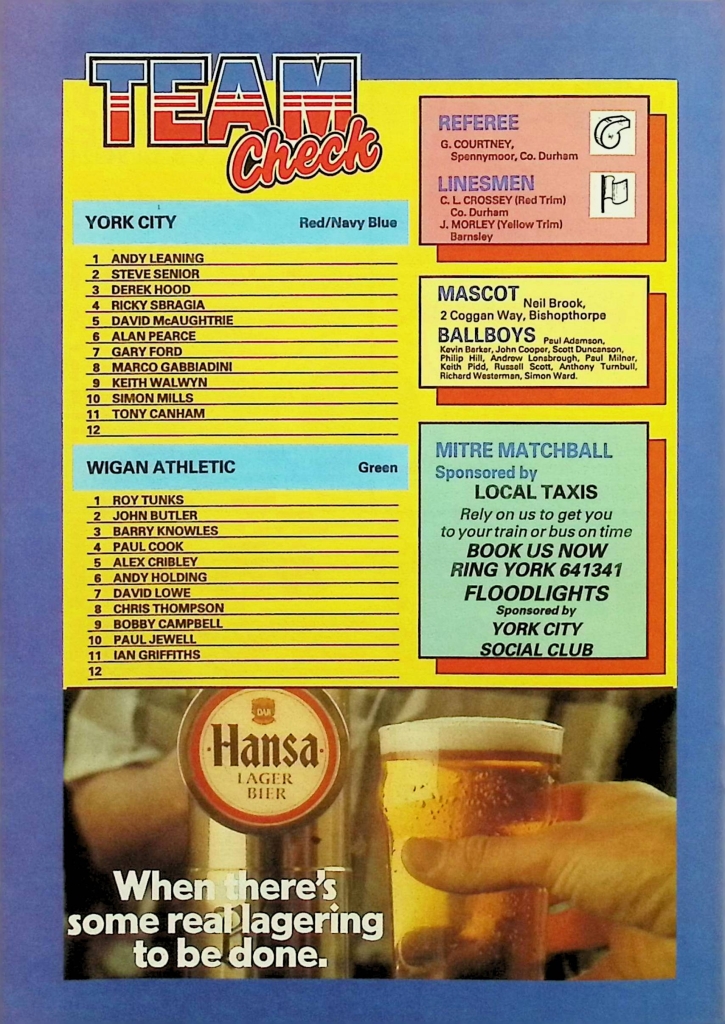 TEAM
Check
YORK CITY Red/Navy Blue
1 ANDY LEANING
2 STEVE SENIOR
3 DEREK HOOD
4 RICKY SBRAGIA
5 DAVID McAUGHTRIE
6 ALAN PEARCE
7 GARY FORD
8 MARCO GABBIADINI
9 KEITH WALWYN
10 SIMON MILLS
11 TONY CANHAM
12
WIGAN ATHLETIC Green
1 ROY TUNKS
2 JOHN BUTLER
3 BARRY KNOWLES
4 PAUL COOK
5 ALEX CRIBLEY
6 ANDY HOLDING
7 DAVID LOWE
8 CHRIS THOMPSON
9 BOBBY CAMPBELL
10 PAUL JEWELL
11 IAN GRIFFITHS
12
REFEREE
G. COURTNEY,
Spennymoor, Co. Durham
LINESMEN
C. L. CROSSEY (Red Trim)
Co. Durham
J. MORLEY (Yellow Trim)
Barnsley
MASCOT Neil Brook,
2 Coggan Way, Bishopthorpe
BALLBOYS Paul Adamson,
Kevin Barker, John Cooper, Scott Duncanson,
Philip Hill, Andrew Lonsbrough, Paul Milner,
Keith Pidd, Russell Scott, Anthony Turnbull,
Richard Westerman, Simon Ward.
MITRE MATCHBALL
Sponsored by
LOCAL TAXIS
Rely on us to get you
to your train or bus on time
BOOK US NOW
RING YORK 641341
FLOODLIGHTS
Sponsored by
YORK CITY
SOCIAL CLUB
DAB
Hansa
LAGER
BIER
When there's
some real lagering
to be done.